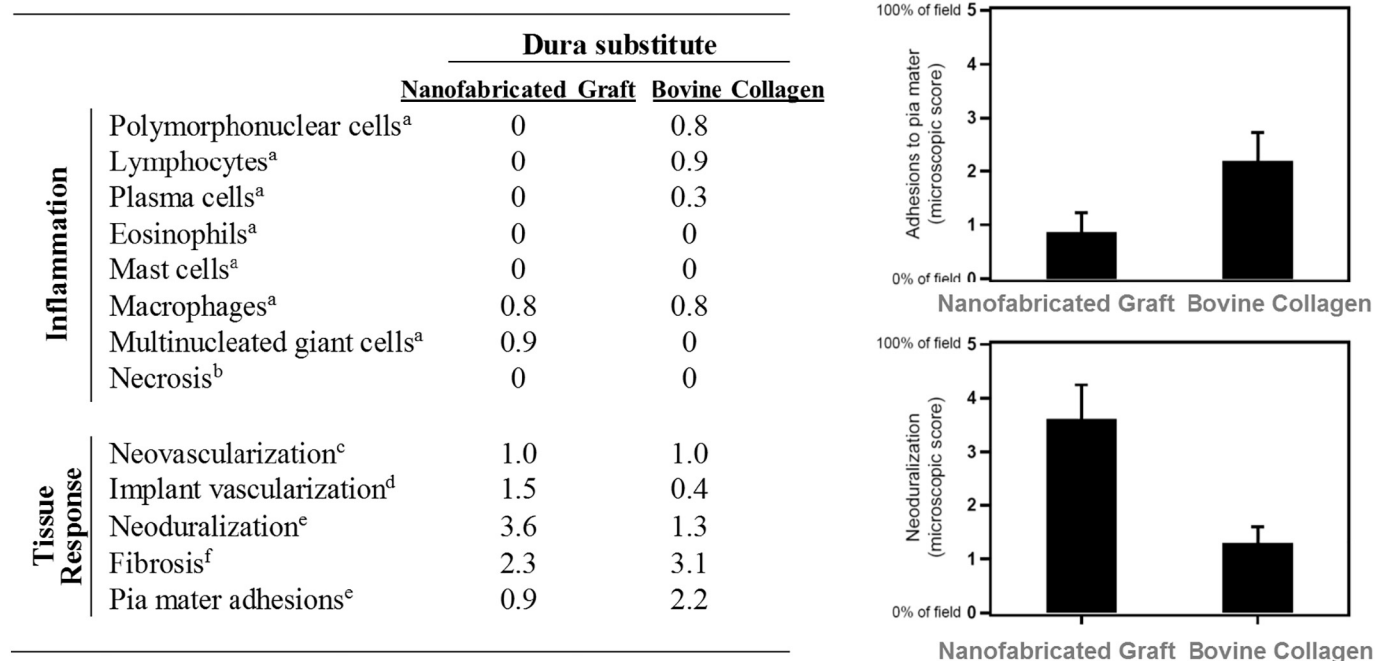 Dura substitute
Nanofabricated Graft Bovine Collagen
Inflammation
Polymorphonuclear cellsᵃ 0 0.8
Lymphocytesᵃ 0 0.9
Plasma cellsᵃ 0 0.3
Eosinophilsᵃ 0 0
Mast cellsᵃ 0 0
Macrophagesᵃ 0.8 0.8
Multinucleated giant cellsᵃ 0.9 0
Necrosisᵇ 0 0
Tissue
Response
Neovascularizationᶜ 1.0 1.0
Implant vascularizationᵈ 1.5 0.4
Neoduralizationᵉ 3.6 1.3
Fibrosisᶠ 2.3 3.1
Pia mater adhesionsᵉ 0.9 2.2
Adhesions to pia mater
(microscopic score)
100% of field 5
4
3
2
1
0% of field 0
Nanofabricated Graft Bovine Collagen
Neoduralization
(microscopic score)
100% of field 5
4
3
2
1
0% of field 0
Nanofabricated Graft Bovine Collagen